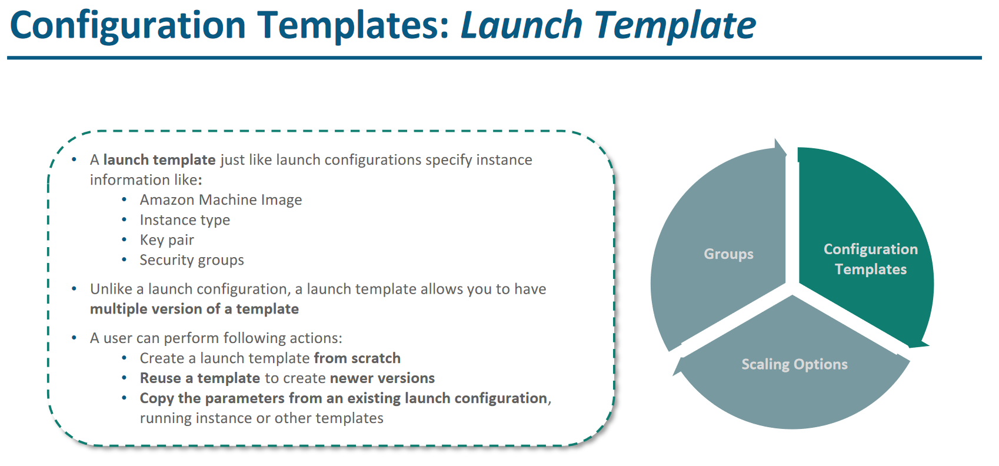 Configuration Templates: Launch Template
• A launch template just like launch configurations specify instance
information like:
• Amazon Machine Image
• Instance type
• Key pair
• Security groups
• Unlike a launch configuration, a launch template allows you to have
multiple version of a template
• A user can perform following actions:
• Create a launch template from scratch
• Reuse a template to create newer versions
• Copy the parameters from an existing launch configuration,
running instance or other templates
Groups
Configuration
Templates
Scaling Options